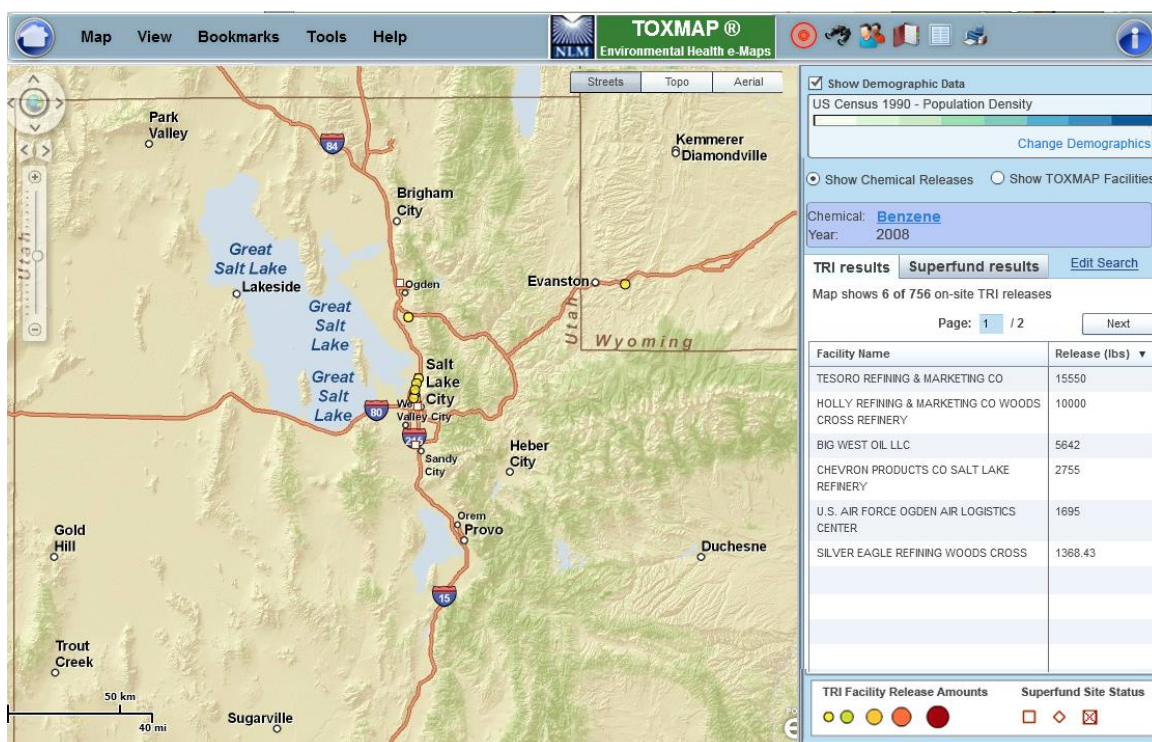 Map View Bookmarks Tools Help
NLM
TOXMAP ®
Environmental Health e-Maps
Streets Topo Aerial
Park
Valley
84
Kemmerer
Diamondville
Brigham
City
Utah
Great
Salt Lake
Lakeside
Ogden
Evanston
Great
Salt
Lake
Utah
Wyoming
Great
Salt
Lake
Salt
Lake
City
80
Valley City
215
Sandy
City
Heber
City
Orem
Provo
Gold
Hill
Duchesne
15
Trout
Creek
50 km
40 mi
Sugarville
Show Demographic Data
US Census 1990 - Population Density
Change Demographics
Show Chemical Releases Show TOXMAP Facilities
Chemical: Benzene
Year: 2008
TRI results Superfund results Edit Search
Map shows 6 of 756 on-site TRI releases
Page: 1 / 2 Next
Facility Name Release (lbs) ▼
TESORO REFINING & MARKETING CO 15550
HOLLY REFINING & MARKETING CO WOODS 10000
CROSS REFINERY
BIG WEST OIL LLC 5642
CHEVRON PRODUCTS CO SALT LAKE 2755
REFINERY
U.S. AIR FORCE OGDEN AIR LOGISTICS 1695
CENTER
SILVER EAGLE REFINING WOODS CROSS 1368.43
TRI Facility Release Amounts Superfund Site Status